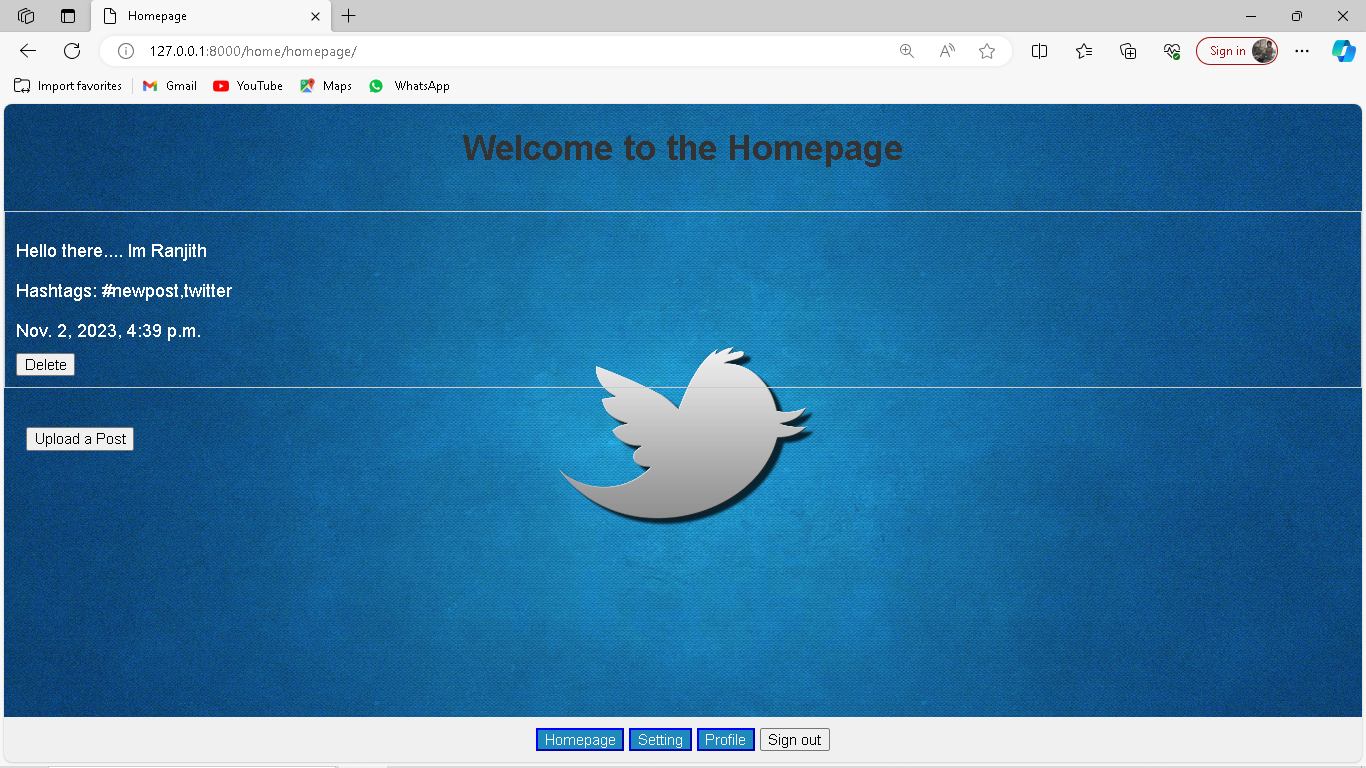 Homepage
127.0.0.1:8000/home/homepage/
Sign in
Import favorites
Gmail
YouTube
Maps
WhatsApp
Welcome to the Homepage
Hello there.... Im Ranjith
Hashtags: #newpost,twitter
Nov. 2, 2023, 4:39 p.m.
Delete
Upload a Post
Homepage
Setting
Profile
Sign out